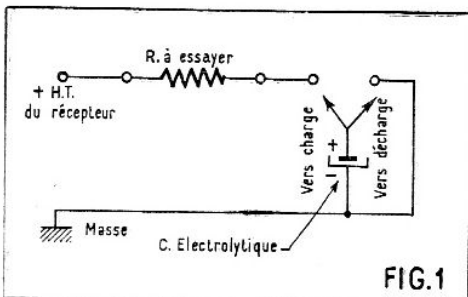 R. à essayer
+ H.T.
du récepteur
Vers charge
+
-
Vers décharge
Masse
C. Electrolytique
FIG.1